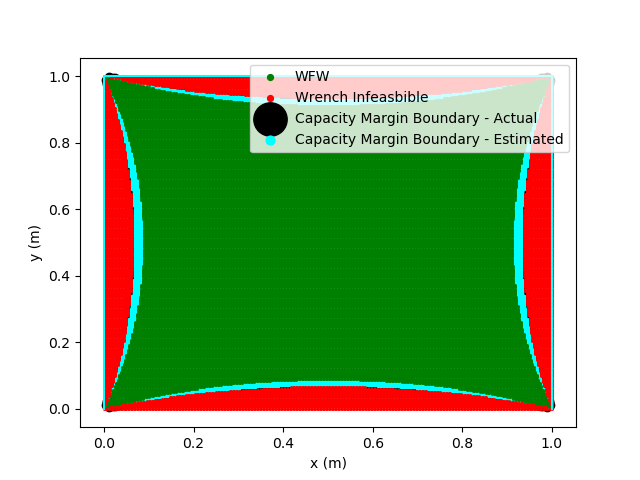 WFW
Wrench Infeasbible
Capacity Margin Boundary - Actual
Capacity Margin Boundary - Estimated
1.0
0.8
0.6
0.4
0.2
0.0
y (m)
0.0 0.2 0.4 0.6 0.8 1.0
x (m)